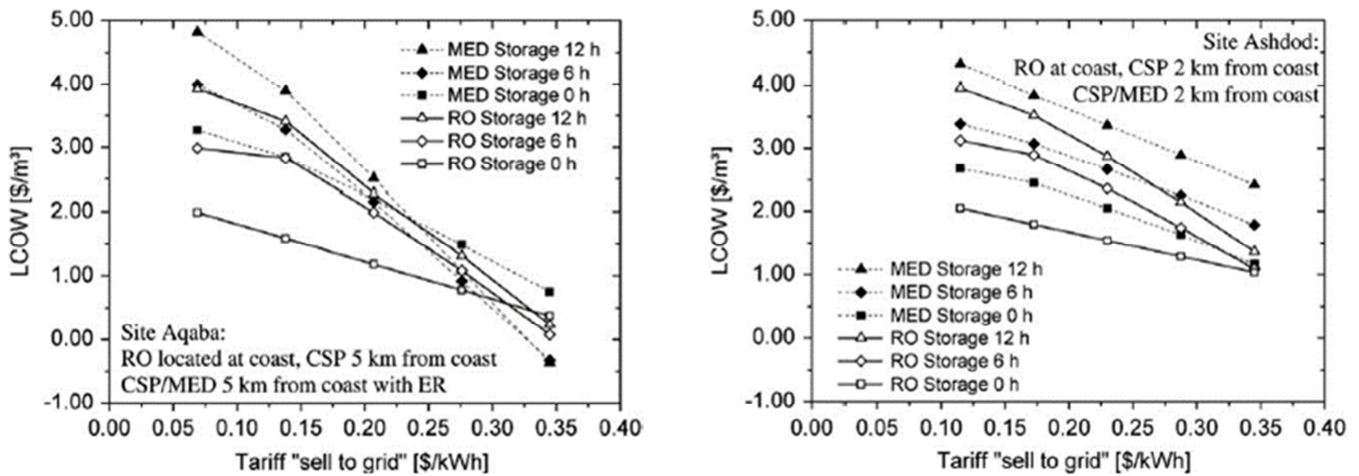 5.00
4.00
3.00
2.00
1.00
0.00
-1.00
LCOW [$/m³]
MED Storage 12 h
MED Storage 6 h
MED Storage 0 h
RO Storage 12 h
RO Storage 6 h
RO Storage 0 h
Site Aqaba:
RO located at coast, CSP 5 km from coast
CSP/MED 5 km from coast with ER
0.00 0.05 0.10 0.15 0.20 0.25 0.30 0.35 0.40
Tariff "sell to grid" [$/kWh]
5.00
4.00
3.00
2.00
1.00
0.00
-1.00
LCOW [$/m³]
Site Ashdod:
RO at coast, CSP 2 km from coast
CSP/MED 2 km from coast
MED Storage 12 h
MED Storage 6 h
MED Storage 0 h
RO Storage 12 h
RO Storage 6 h
RO Storage 0 h
0.00 0.05 0.10 0.15 0.20 0.25 0.30 0.35 0.40
Tariff "sell to grid" [$/kWh]